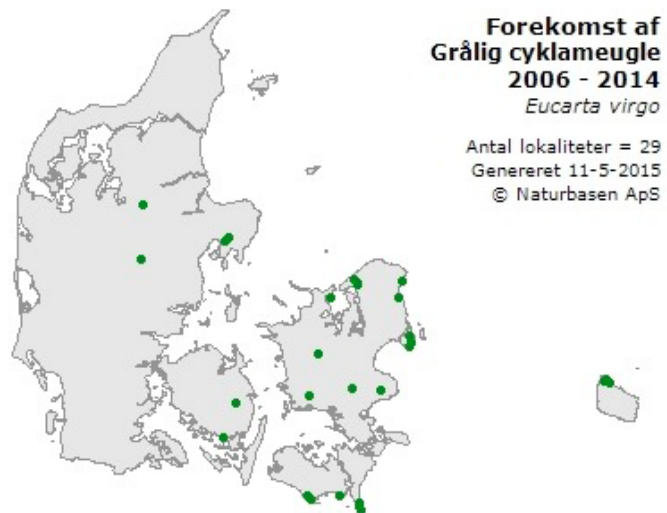 Forekomst af
Grålig cyklameugle
2006 - 2014
Eucarta virgo
Antal lokaliteter = 29
Genereret 11-5-2015
© Naturbasen ApS